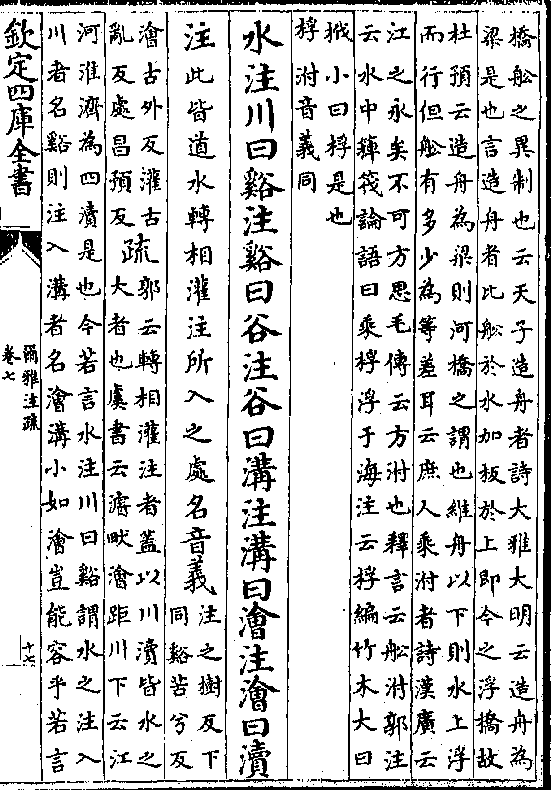 橋舩之異制也云天子造舟者詩大雅大明云造舟為
梁是也言造舟者比舩於水加板於上即今之浮橋故
杜預云造舟為梁則河橋之謂也維舟以下則水上浮
而行但舩有多少為等差耳云庶人乘泭者詩漢廣云
江之永矣不可方思毛傳云方泭也釋言云舩泭郭注
云水中䉬筏論語曰乘桴浮于海注云桴編竹木大曰
栰小曰桴是也
桴泭音義同
水注川曰谿注谿曰谷注谷曰溝注溝曰澮注澮曰瀆
注此皆道水轉相灌注所入之處名音義
注之樹反下
同谿苦兮反
澮古外反灌古
亂反處昌預反
疏
郭云轉相灌注者蓋以川瀆皆水之
大者也虞書云濬畎澮距川下云江
河淮濟為四瀆是也今若言水注川曰谿謂水之注入
川者名谿則注入溝者名澮溝小如澮豈能容乎若言
欽定四庫全書
爾雅注疏
卷七
十七